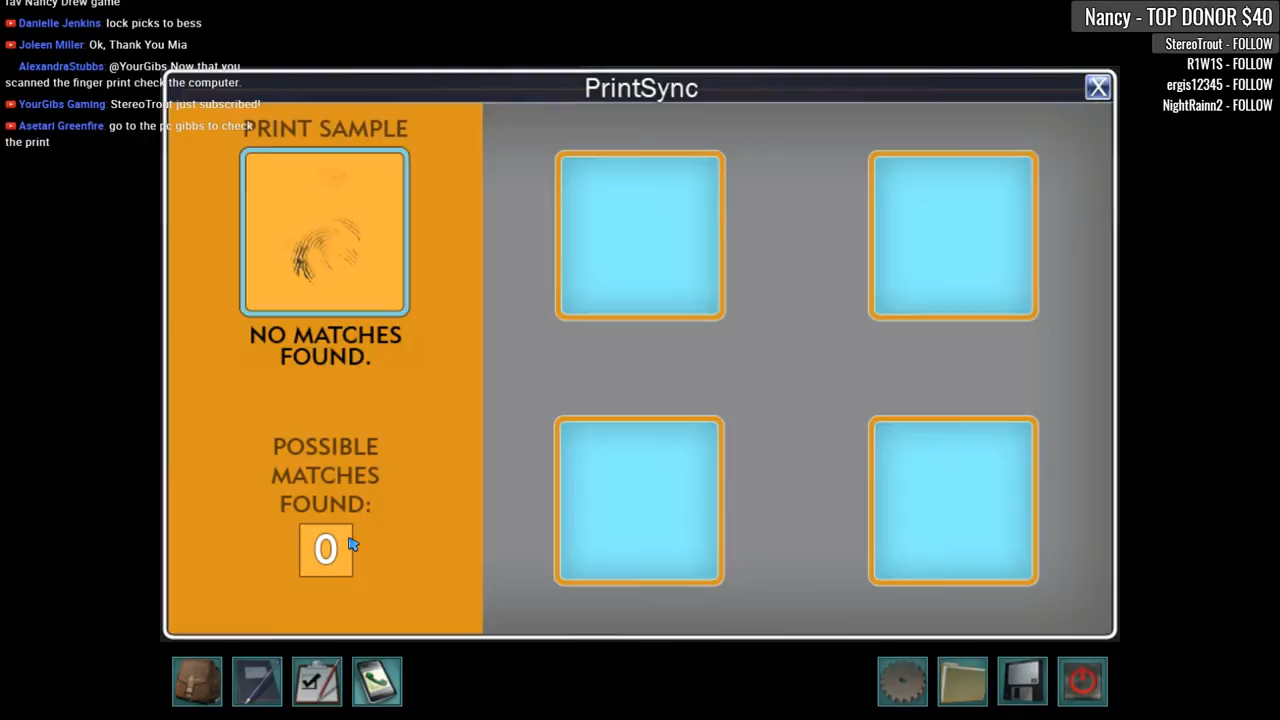 fav Nancy Drew game
Danielle Jenkins: lock picks to bess
Joleen Miller: Ok, Thank You Mia
AlexandraStubbs: @YourGibs Now that you
scanned the finger print check the computer.
YourGibs Gaming: StereoTrout just subscribed!
Asetari Greenfire: go to the pc gibbs to check
the print
Nancy - TOP DONOR $40
StereoTrout - FOLLOW
R1W1S - FOLLOW
ergis12345 - FOLLOW
NightRainn2 - FOLLOW
PrintSync
X
PRINT SAMPLE
NO MATCHES
FOUND.
POSSIBLE
MATCHES
FOUND:
0